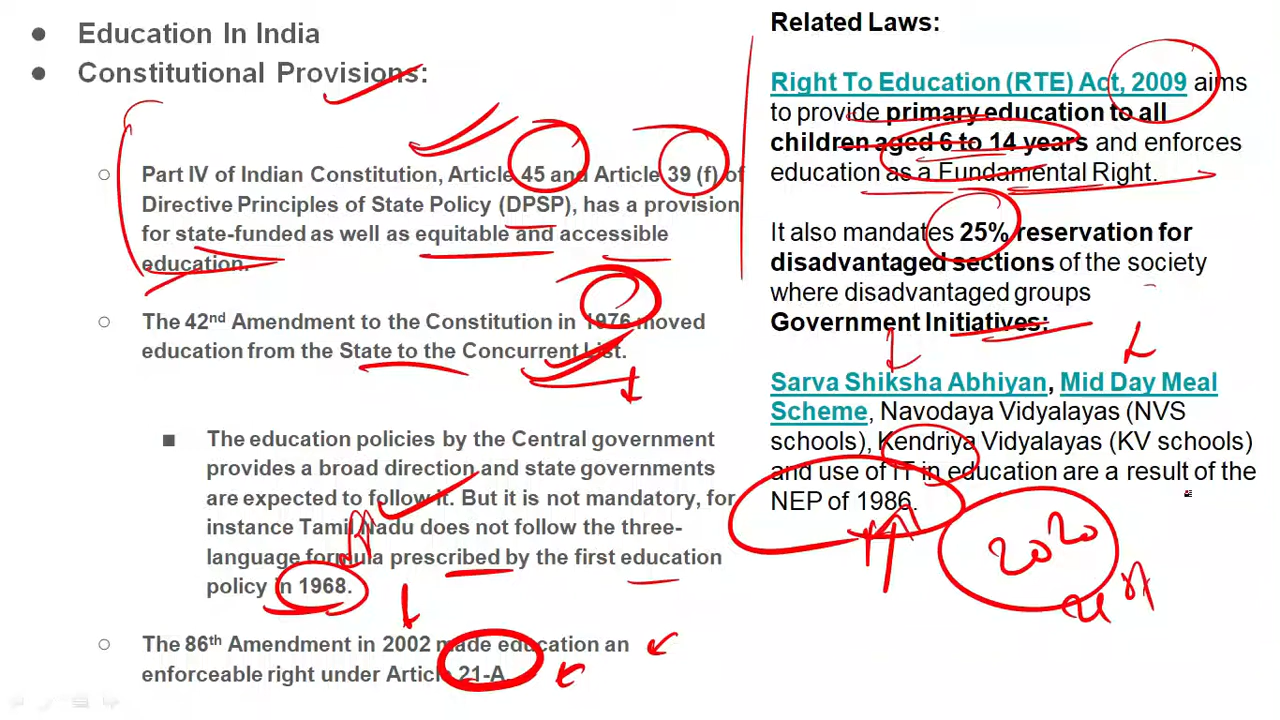 Education In India
Constitutional Provisions:
Part IV of Indian Constitution, Article 45 and Article 39 (f) of
Directive Principles of State Policy (DPSP), has a provision
for state-funded as well as equitable and accessible
education.
The 42nd Amendment to the Constitution in 1976 moved
education from the State to the Concurrent List.
The education policies by the Central government
provides a broad direction and state governments
are expected to follow it. But it is not mandatory, for
instance Tamil Nadu does not follow the three-
language formula prescribed by the first education
policy in 1968.
The 86th Amendment in 2002 made education an
enforceable right under Article 21-A.
Related Laws:
Right To Education (RTE) Act, 2009 aims
to provide primary education to all
children aged 6 to 14 years and enforces
education as a Fundamental Right.
It also mandates 25% reservation for
disadvantaged sections of the society
where disadvantaged groups
Government Initiatives:
Sarva Shiksha Abhiyan, Mid Day Meal
Scheme, Navodaya Vidyalayas (NVS
schools), Kendriya Vidyalayas (KV schools)
and use of IT in education are a result of the
NEP of 1986.
2020